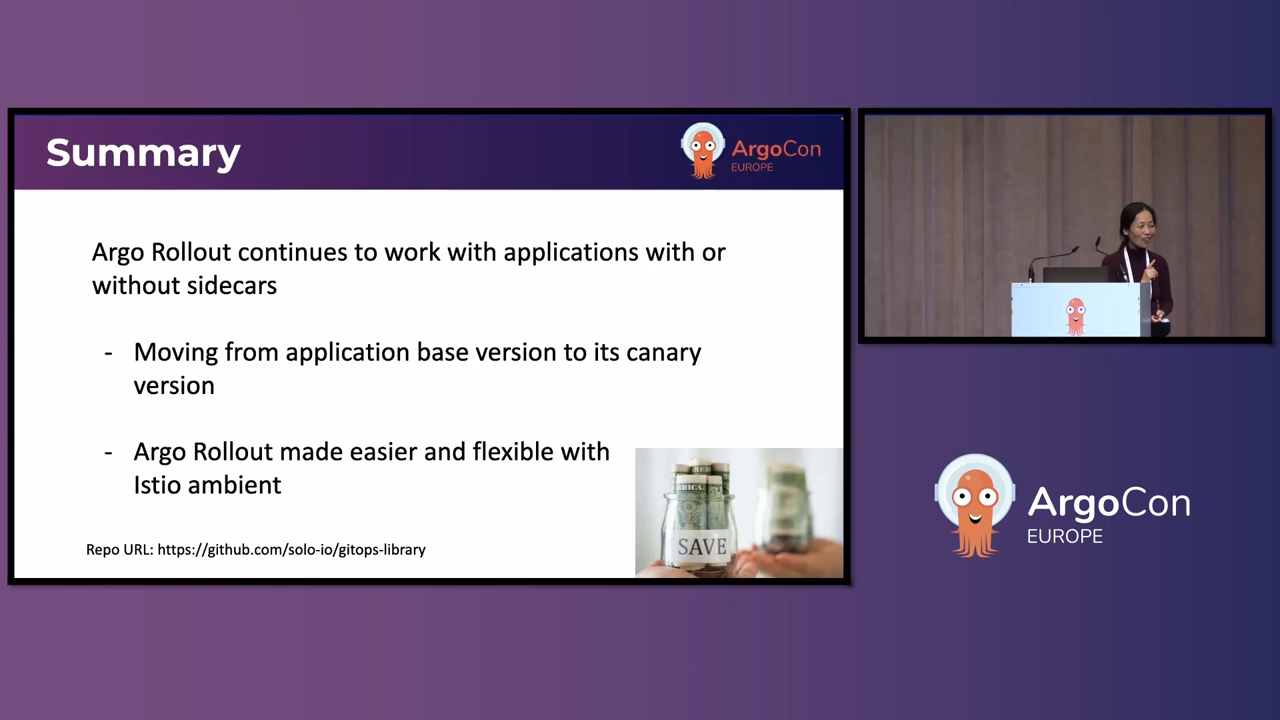 Summary
ArgoCon
EUROPE
Argo Rollout continues to work with applications with or
without sidecars
- Moving from application base version to its canary
version
- Argo Rollout made easier and flexible with
Istio ambient
SAVE
Repo URL: https://github.com/solo-io/gitops-library
ArgoCon
EUROPE